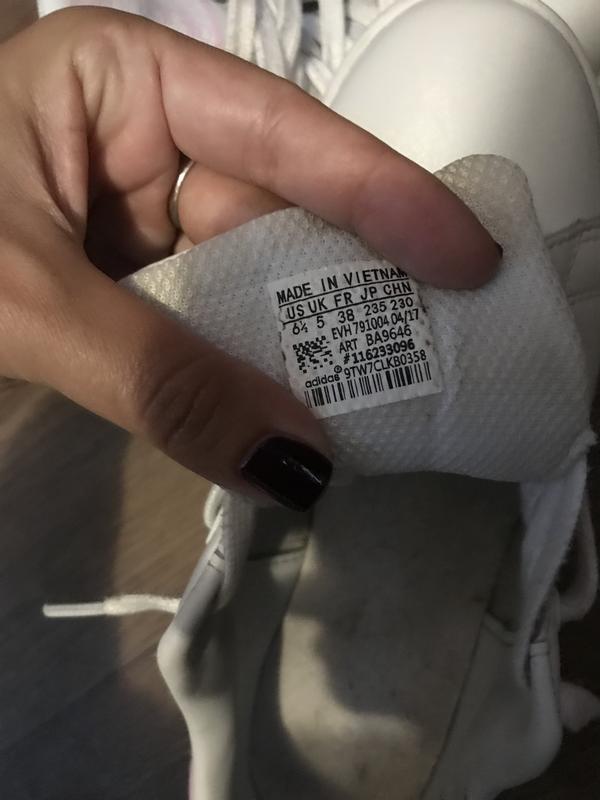 MADE IN VIETNAM
US UK FR JP CHN
6½ 5 38 235 230
EVH 791004 04/17
ART BA9646
#116233096
adidas® 9TW7CLKB0358